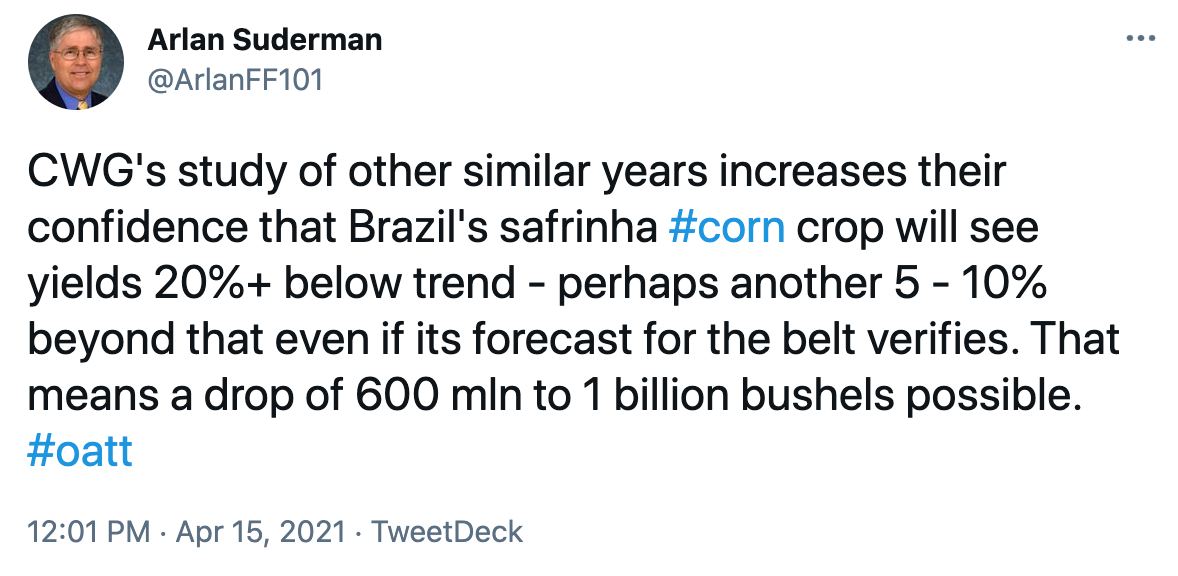 Arlan Suderman
@ArlanFF101
CWG's study of other similar years increases their
confidence that Brazil's safrinha #corn crop will see
yields 20%+ below trend - perhaps another 5 - 10%
beyond that even if its forecast for the belt verifies. That
means a drop of 600 mln to 1 billion bushels possible.
#oatt
12:01 PM · Apr 15, 2021 · TweetDeck